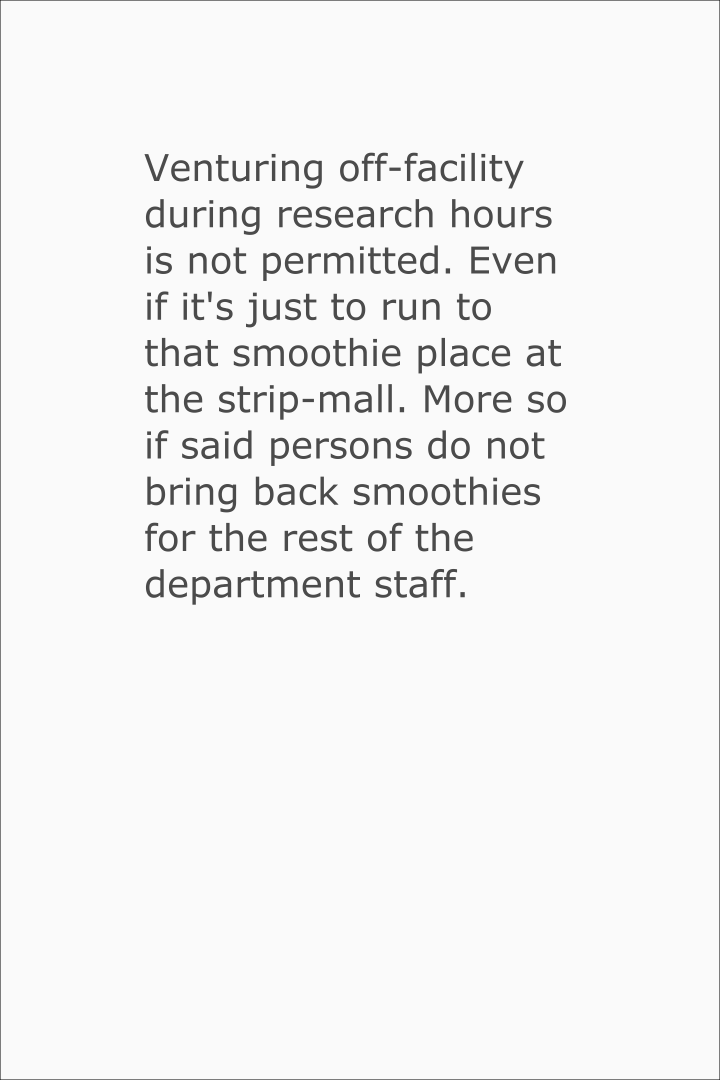 Venturing off-facility
during research hours
is not permitted. Even
if it's just to run to
that smoothie place at
the strip-mall. More so
if said persons do not
bring back smoothies
for the rest of the
department staff.